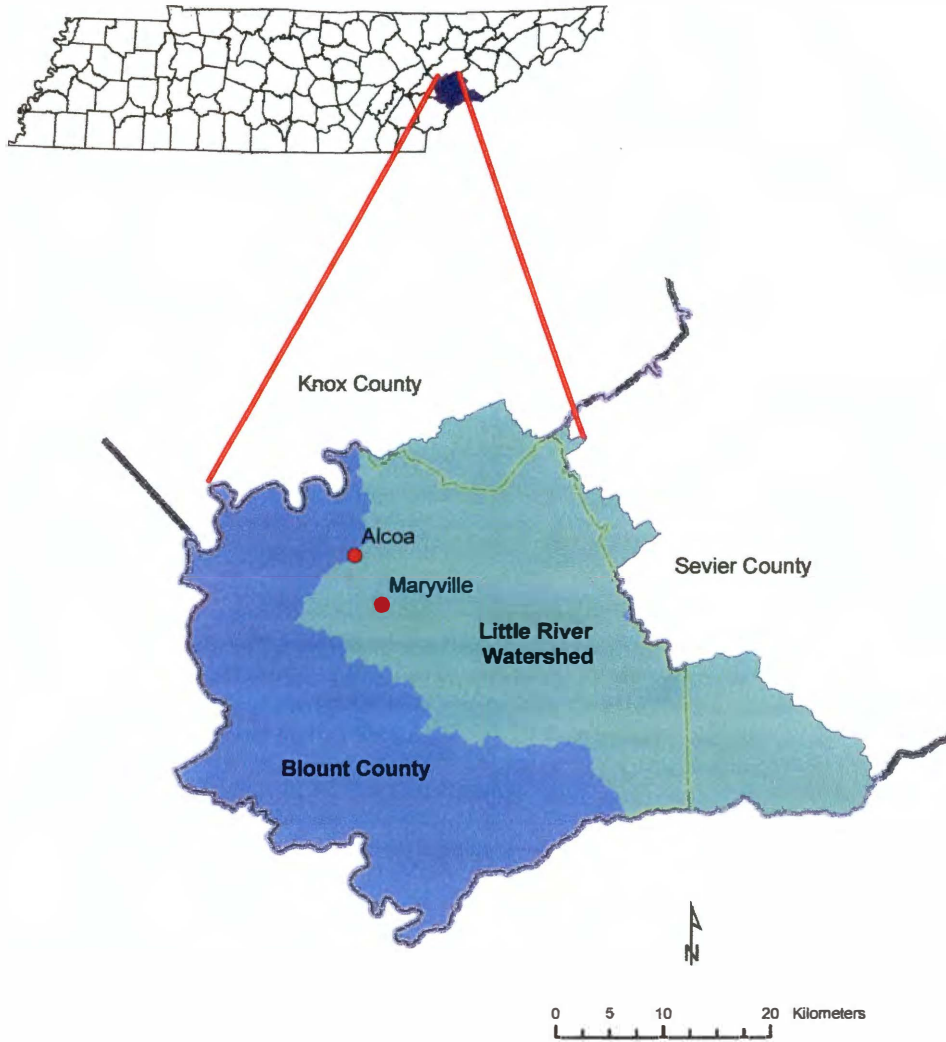 Knox County
Alcoa
Sevier County
Maryville
Little River
Watershed
Blount County
N
0 5 10 20 Kilometers